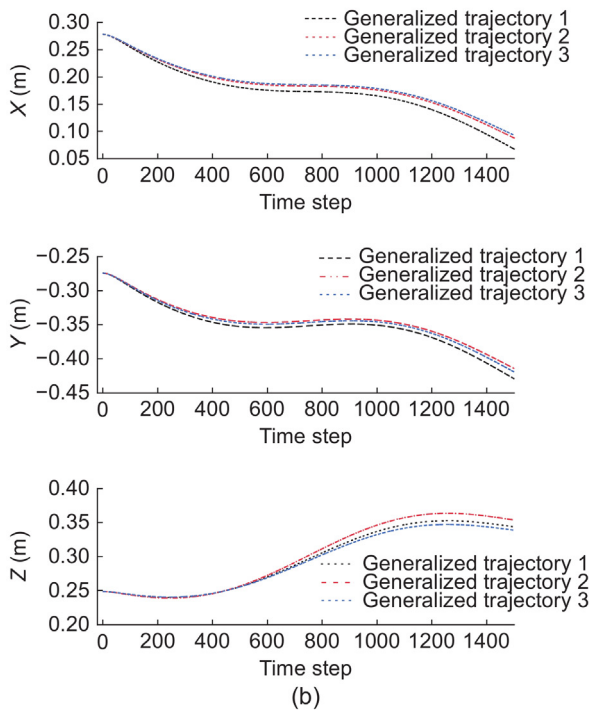 0.30
0.25
0.20
0.15
0.10
0.05
X (m)
Generalized trajectory 1
Generalized trajectory 2
Generalized trajectory 3
0 200 400 600 800 1000 1200 1400
Time step
−0.25
−0.30
−0.35
−0.40
−0.45
Y (m)
Generalized trajectory 1
Generalized trajectory 2
Generalized trajectory 3
0 200 400 600 800 1000 1200 1400
Time step
0.40
0.35
0.30
0.25
0.20
Z (m)
Generalized trajectory 1
Generalized trajectory 2
Generalized trajectory 3
0 200 400 600 800 1000 1200 1400
Time step
(b)